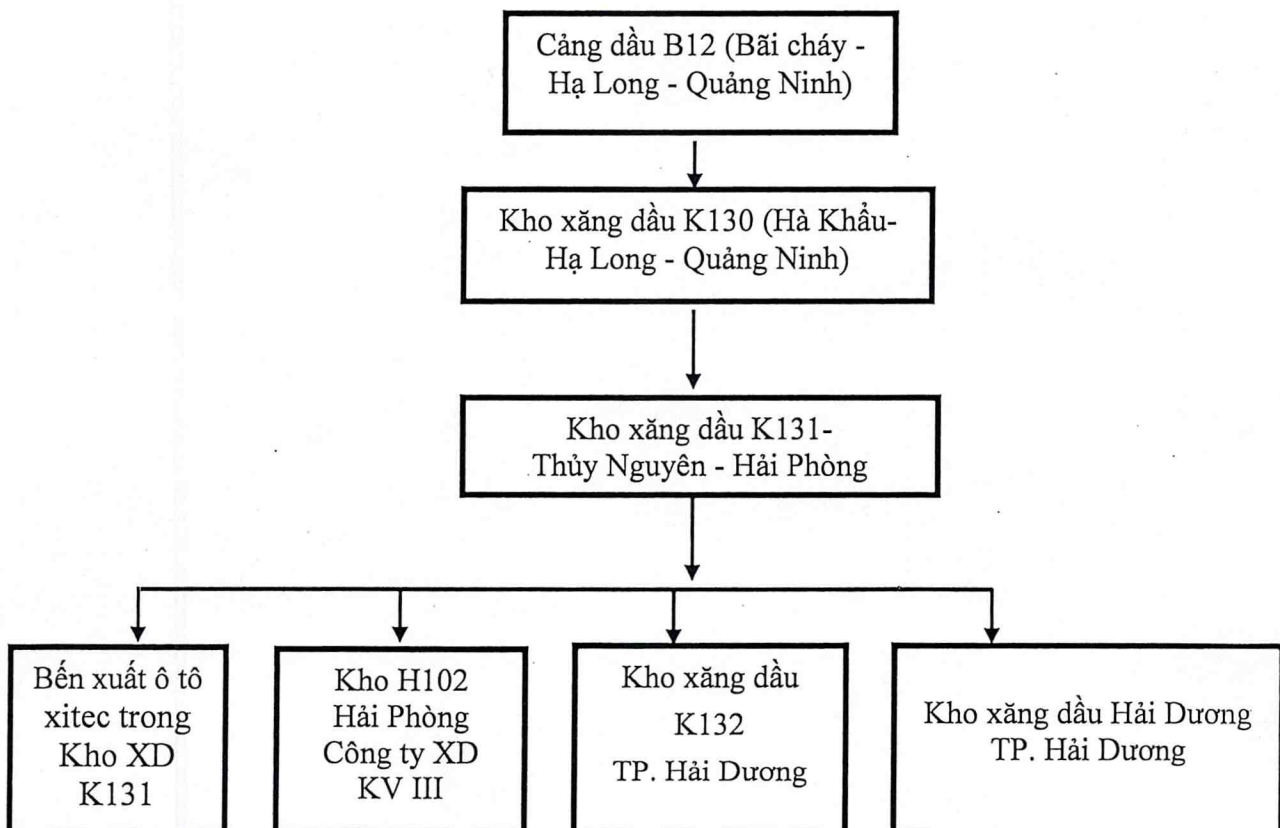 Cảng dầu B12 (Bãi cháy -
Hạ Long - Quảng Ninh)
Kho xăng dầu K130 (Hà Khẩu-
Hạ Long - Quảng Ninh)
Kho xăng dầu K131-
Thủy Nguyên - Hải Phòng
Bến xuất ô tô
xitec trong
Kho XD
K131
Kho H102
Hải Phòng
Công ty XD
KV III
Kho xăng dầu
K132
TP. Hải Dương
Kho xăng dầu Hải Dương
TP. Hải Dương